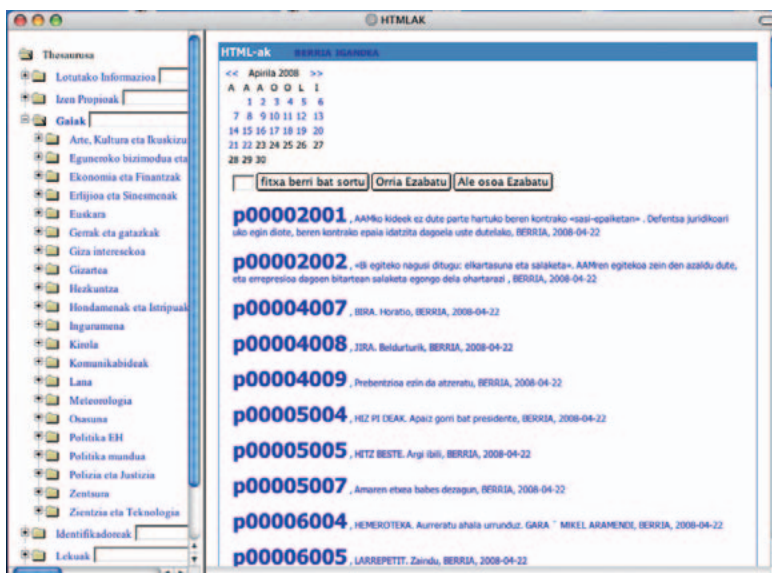 HTMLAK
Thesaurusa
Lotutako Informazioa
Izen Propioak
Gaiak
Arte, Kultura eta Ikuskizu
Eguneroko bizimodua eta
Ekonomia eta Finantzak
Erlijioa eta Sinesmenak
Euskara
Gerrak eta gatazkak
Giza interesekoa
Gizartea
Hezkuntza
Hondamenak eta Istripuak
Ingurumena
Kirola
Komunikabideak
Lana
Meteorologia
Osasuna
Politika EH
Politika mundua
Polizia eta Justizia
Zentsura
Zientzia eta Teknologia
Identifikadoreak
Lekuak
HTML-ak BERRIA IGANDEA
<< Apirila 2008 >>
A A A O O L I
1 2 3 4 5 6
7 8 9 10 11 12 13
14 15 16 17 18 19 20
21 22 23 24 25 26 27
28 29 30
fitxa berri bat sortu Orria Ezabatu Ale osoa Ezabatu
p00002001 , AAMko kideek ez dute parte hartuko beren kontrako «sasi-epaiketan» . Defentsa juridikoari
uko egin diote, beren kontrako epaia idatzita dagoela uste dutelako, BERRIA, 2008-04-22
p00002002 , «Bi egiteko nagusi ditugu: elkartasuna eta salaketa». AAMren egitekoa zein den azaldu dute,
eta errepresioa dagoen bitartean salaketa egongo dela ohartarazi , BERRIA, 2008-04-22
p00004007 , BIRA. Horatio, BERRIA, 2008-04-22
p00004008 , JIRA. Beldurturik, BERRIA, 2008-04-22
p00004009 , Prebentzioa ezin da atzeratu, BERRIA, 2008-04-22
p00005004 , HIZ PI DEAK. Apaiz gorri bat presidente, BERRIA, 2008-04-22
p00005005 , HITZ BESTE. Argi ibili, BERRIA, 2008-04-22
p00005007 , Amaren etxea babes dezagun, BERRIA, 2008-04-22
p00006004 , HEMEROTEKA. Aurreratu ahala urrunduz. GARA ¨ MIKEL ARAMENDI, BERRIA, 2008-04-22
p00006005 , LARREPETIT. Zaindu, BERRIA, 2008-04-22